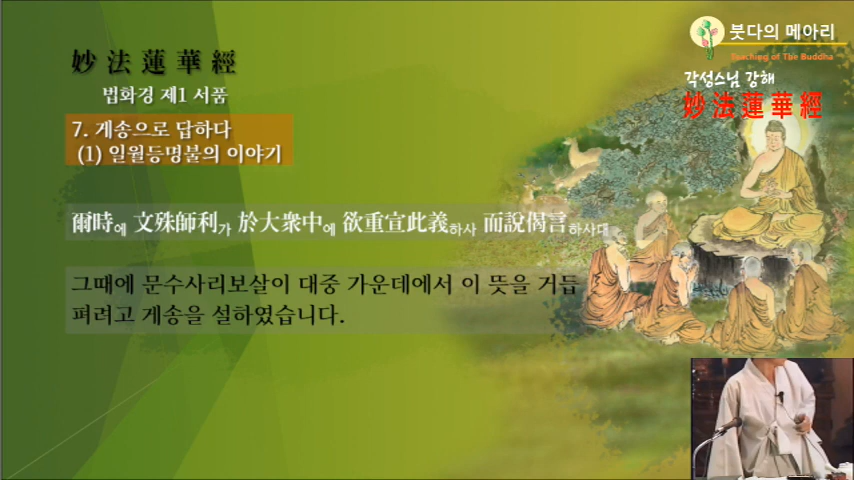 妙法蓮華經
법화경 제1 서품
7. 게송으로 답하다
(1) 일월등명불의 이야기
爾時에 文殊師利가 於大衆中에 欲重宣此義하사 而說偈言하사대
그때에 문수사리보살이 대중 가운데에서 이 뜻을 거듭
펴려고 게송을 설하였습니다.
붓다의 메아리
Teaching of The Buddha
각성스님 강해
妙法蓮華經